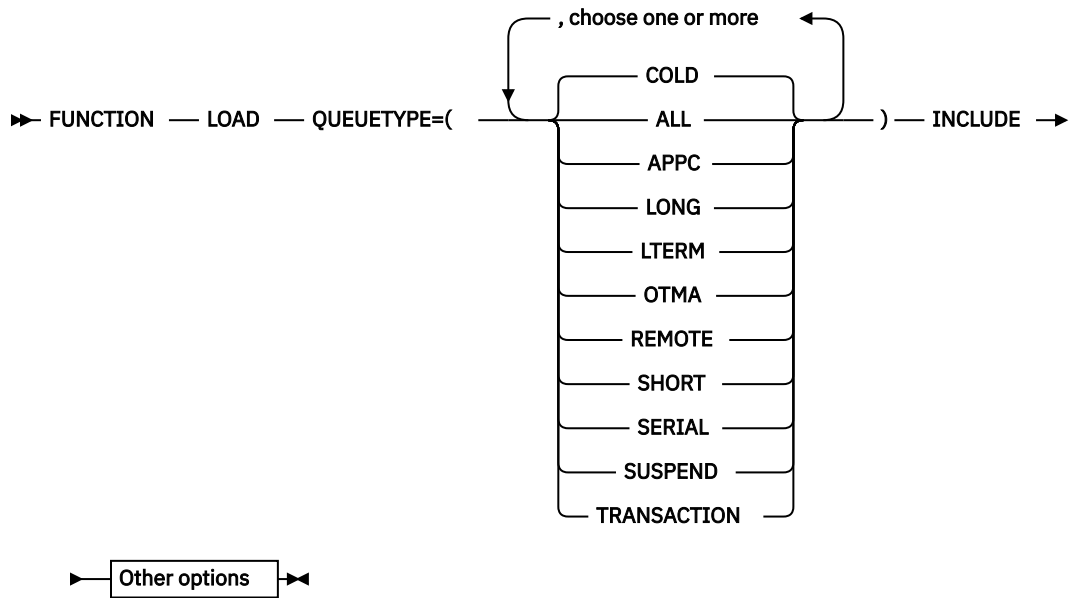 , choose one or more
COLD
FUNCTION LOAD QUEUETYPE=( ALL ) INCLUDE
APPC
LONG
LTERM
OTMA
REMOTE
SHORT
SERIAL
SUSPEND
TRANSACTION
Other options